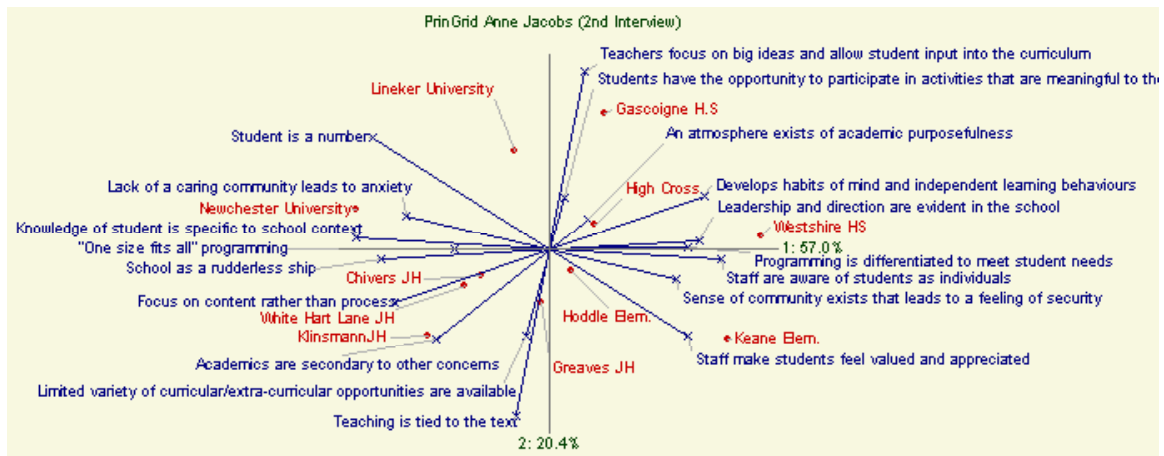 PrinGrid Anne Jacobs (2nd Interview)
Teachers focus on big ideas and allow student input into the curriculum
Students have the opportunity to participate in activities that are meaningful to the
Lineker University
Gascoigne H.S
An atmosphere exists of academic purposefulness
Student is a number
Lack of a caring community leads to anxiety
High Cross
Develops habits of mind and independent learning behaviours
Newchester University
Leadership and direction are evident in the school
Knowledge of student is specific to school context
Westshire HS
"One size fits all" programming
1: 57.0%
School as a rudderless ship
Programming is differentiated to meet student needs
Chivers JH
Staff are aware of students as individuals
Focus on content rather than process
Sense of community exists that leads to a feeling of security
White Hart Lane JH
Hoddle Elem.
KlinsmannJH
Keane Elem.
Academics are secondary to other concerns
Greaves JH
Staff make students feel valued and appreciated
Limited variety of curricular/extra-curricular opportunities are available
Teaching is tied to the text
2: 20.4%